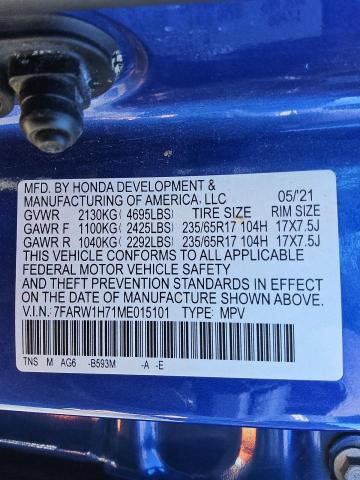 MFD. BY HONDA DEVELOPMENT &
MANUFACTURING OF AMERICA, LLC 05/'21
GVWR 2130KG( 4695LBS) TIRE SIZE RIM SIZE
GAWR F 1100KG( 2425LBS) 235/65R17 104H 17X7.5J
GAWR R 1040KG( 2292LBS) 235/65R17 104H 17X7.5J
THIS VEHICLE CONFORMS TO ALL APPLICABLE
FEDERAL MOTOR VEHICLE SAFETY
AND THEFT PREVENTION STANDARDS IN EFFECT
ON THE DATE OF MANUFACTURE SHOWN ABOVE.
V.I.N: 7FARW1H71ME015101 TYPE: MPV
TNS M AG6 -B593M -A -E